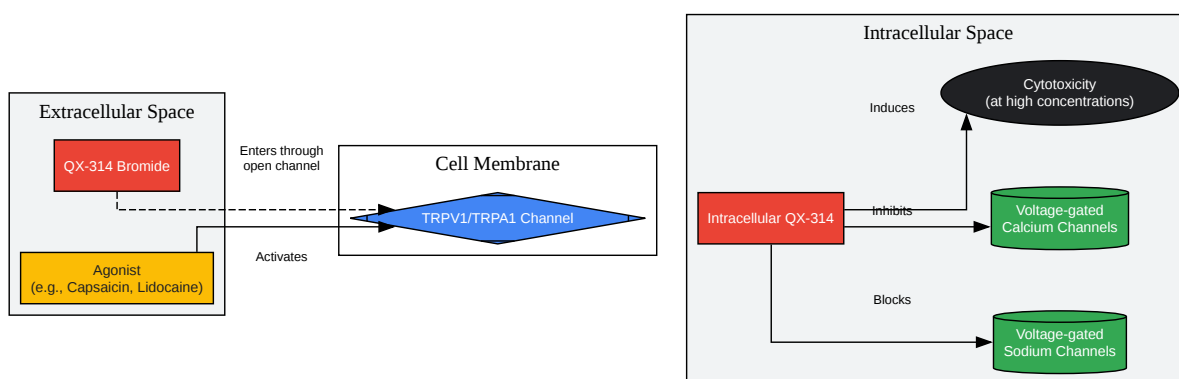 Extracellular Space
QX-314 Bromide
Agonist
(e.g., Capsaicin, Lidocaine)
Enters through
open channel
Activates
Cell Membrane
TRPV1/TRPA1 Channel
Intracellular Space
Intracellular QX-314
Induces
Cytotoxicity
(at high concentrations)
Inhibits
Voltage-gated
Calcium Channels
Blocks
Voltage-gated
Sodium Channels